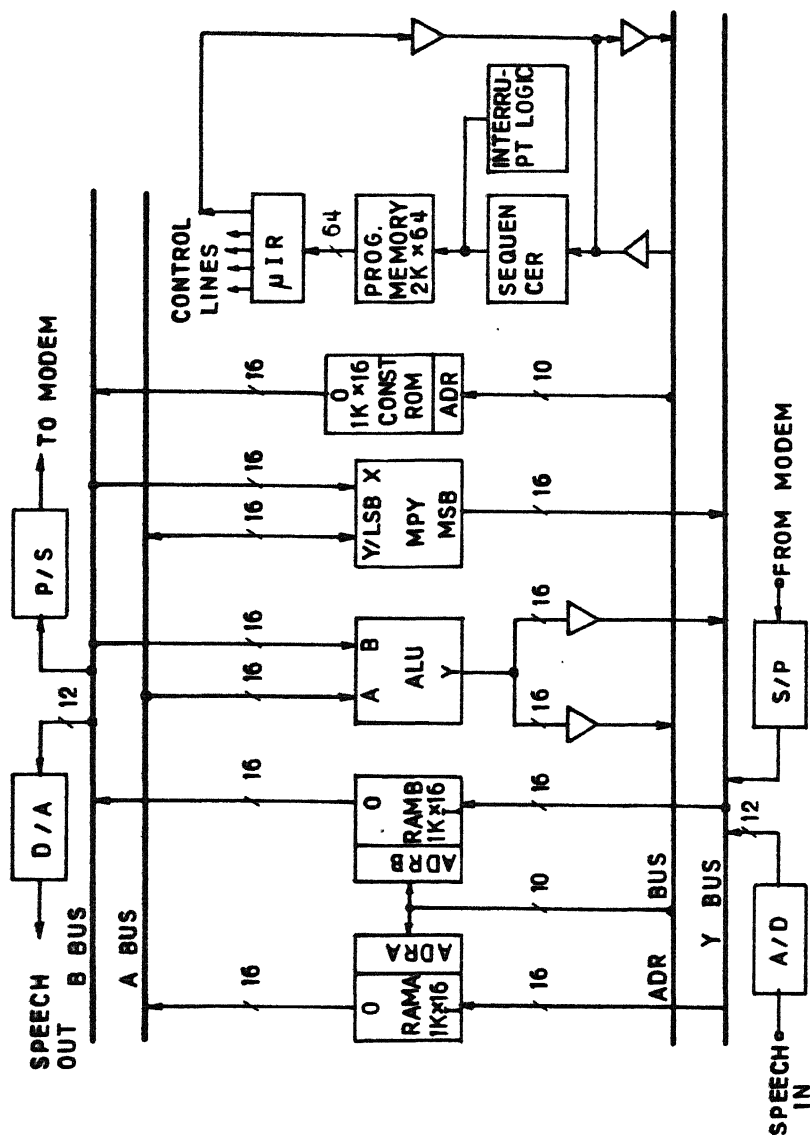 SPEECH
OUT
D/A
12
P/S
TO MODEM
B BUS
A BUS
CONTROL
LINES
16
16
16
16
16
16
16
µIR
64
O
RAMA
I
1K×16
ADRA
ADRB
O
RAMB
I
1K×16
A
B
ALU
Y
Y/LSB
X
MPY
MSB
O
1K×16
CONST
ROM
ADR
PROG.
MEMORY
2K×64
SEQUEN
CER
INTERRU-
PT LOGIC
16
10
16
16
16
16
10
ADR
BUS
Y BUS
12
SPEECH
IN
A/D
S/P
FROM MODEM